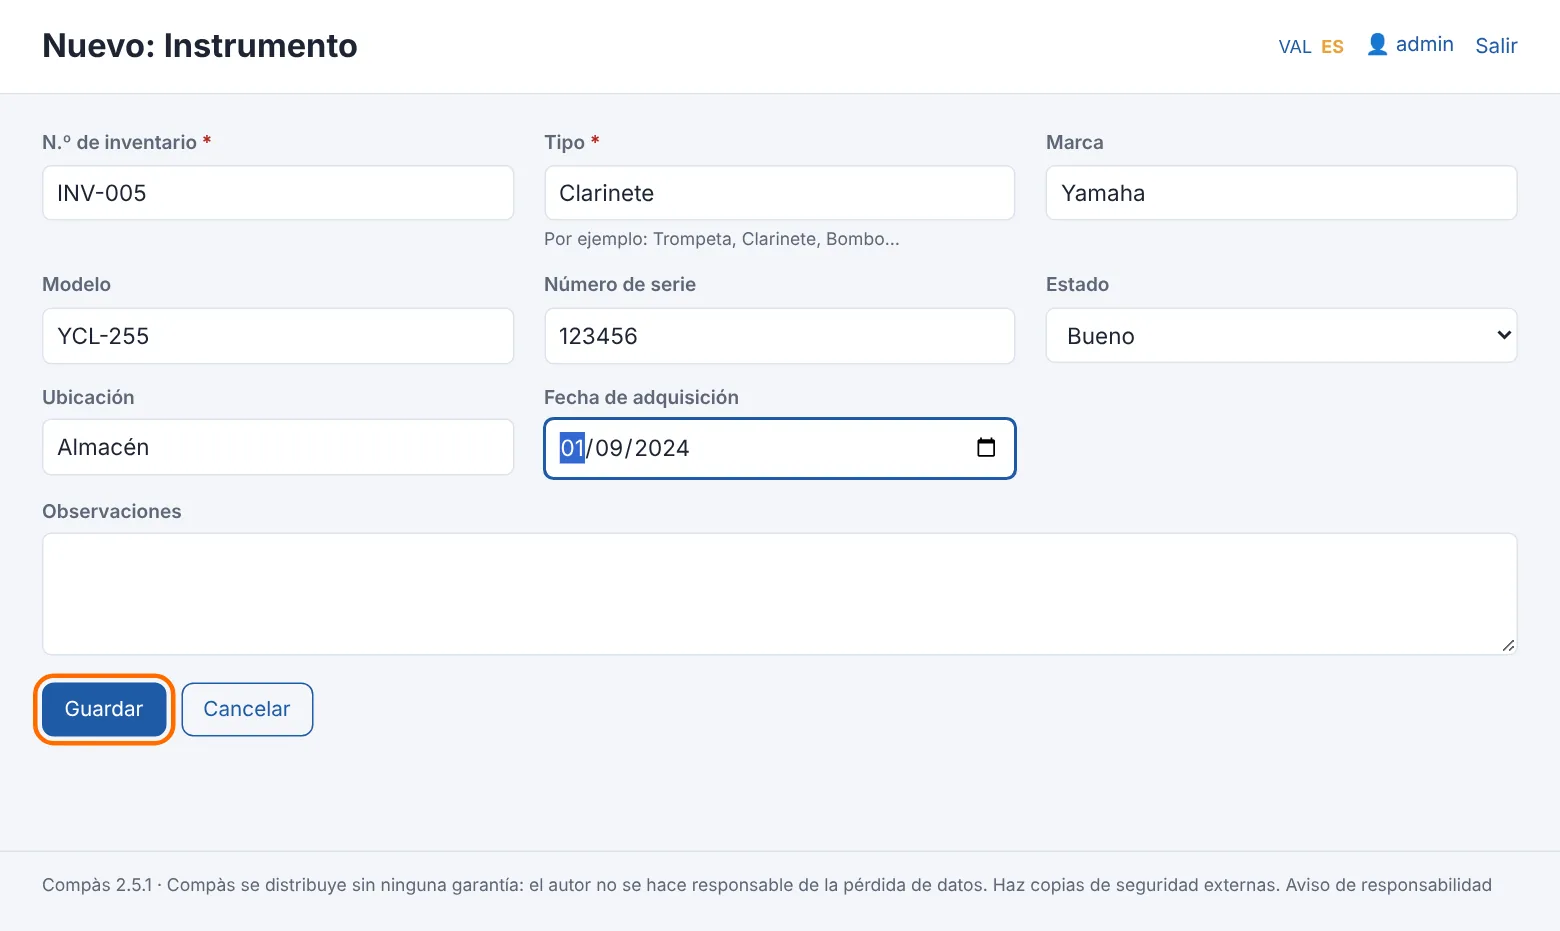 Nuevo: Instrumento
VAL ES admin Salir
N.º de inventario * Tipo * Marca
INV-005 Clarinete Yamaha
Por ejemplo: Trompeta, Clarinete, Bombo...
Modelo Número de serie Estado
YCL-255 123456 Bueno
Ubicación Fecha de adquisición
Almacén 01/09/2024
Observaciones
Guardar Cancelar
Compàs 2.5.1 · Compàs se distribuye sin ninguna garantía: el autor no se hace responsable de la pérdida de datos. Haz copias de seguridad externas. Aviso de responsabilidad